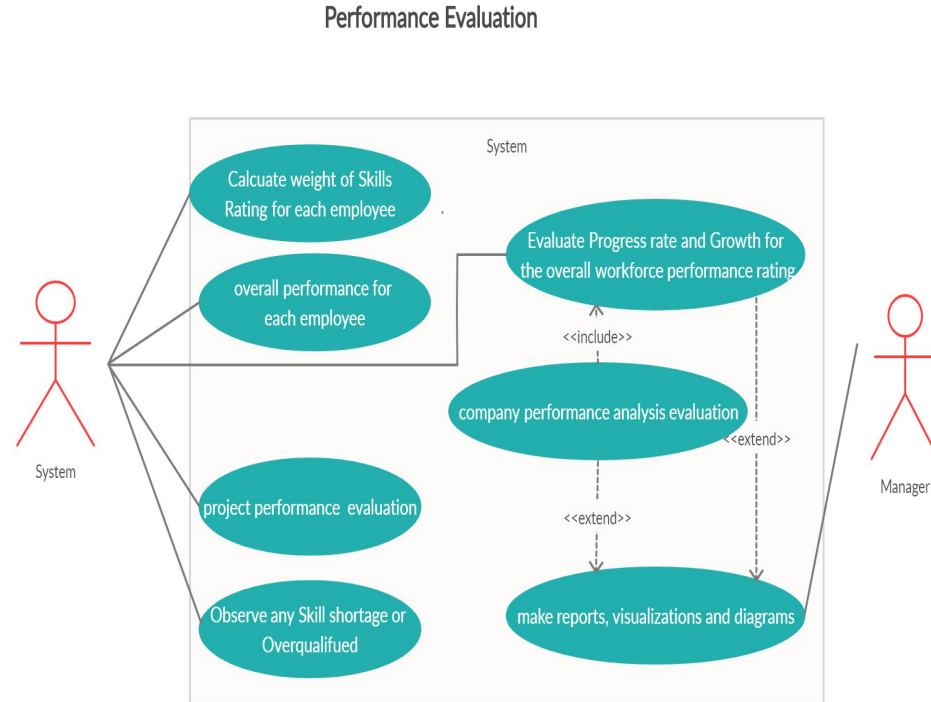 Performance Evaluation
System
Calcuate weight of Skills
Rating for each employee
.
Evaluate Progress rate and Growth for
the overall workforce performance rating
overall performance for
each employee
<<include>>
company performance analysis evaluation
<<extend>>
System
Manager
project performance evaluation
<<extend>>
Observe any Skill shortage or
Overqualifued
make reports, visualizations and diagrams